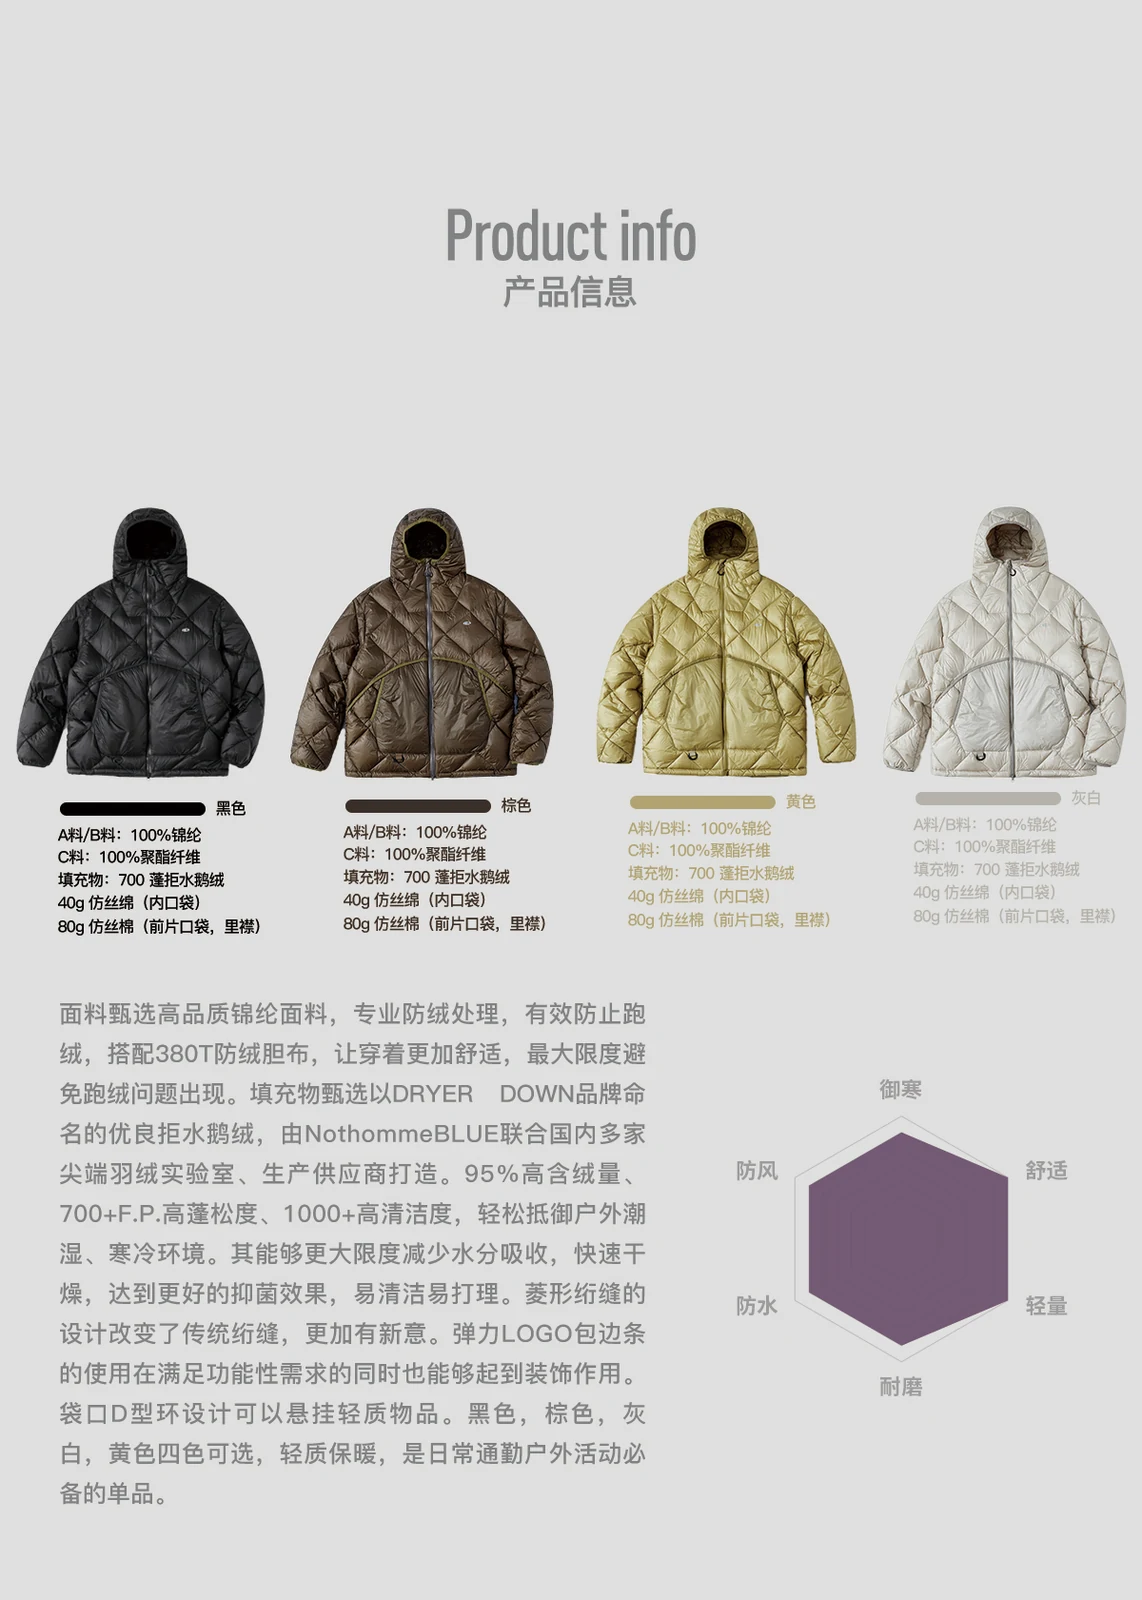 Product info
产品信息
黑色
A料/B料：100%锦纶
C料：100%聚酯纤维
填充物：700 蓬拒水鹅绒
40g 仿丝绵（内口袋）
80g 仿丝棉（前片口袋，里襟）
棕色
A料/B料：100%锦纶
C料：100%聚酯纤维
填充物：700 蓬拒水鹅绒
40g 仿丝绵（内口袋）
80g 仿丝棉（前片口袋，里襟）
黄色
A料/B料：100%锦纶
C料：100%聚酯纤维
填充物：700 蓬拒水鹅绒
40g 仿丝绵（内口袋）
80g 仿丝棉（前片口袋，里襟）
灰白
A料/B料：100%锦纶
C料：100%聚酯纤维
填充物：700 蓬拒水鹅绒
40g 仿丝绵（内口袋）
80g 仿丝棉（前片口袋，里襟）
面料甄选高品质锦纶面料，专业防绒处理，有效防止跑
绒，搭配380T防绒胆布，让穿着更加舒适，最大限度避
免跑绒问题出现。填充物甄选以DRYER DOWN品牌命
名的优良拒水鹅绒，由NothommeBLUE联合国内多家
尖端羽绒实验室、生产供应商打造。95%高含绒量、
700+F.P.高蓬松度、1000+高清洁度，轻松抵御户外潮
湿、寒冷环境。其能够更大限度减少水分吸收，快速干
燥，达到更好的抑菌效果，易清洁易打理。菱形绗缝的
设计改变了传统绗缝，更加有新意。弹力LOGO包边条
的使用在满足功能性需求的同时也能够起到装饰作用。
袋口D型环设计可以悬挂轻质物品。黑色，棕色，灰
白，黄色四色可选，轻质保暖，是日常通勤户外活动必
备的单品。
御寒
防风
舒适
防水
轻量
耐磨